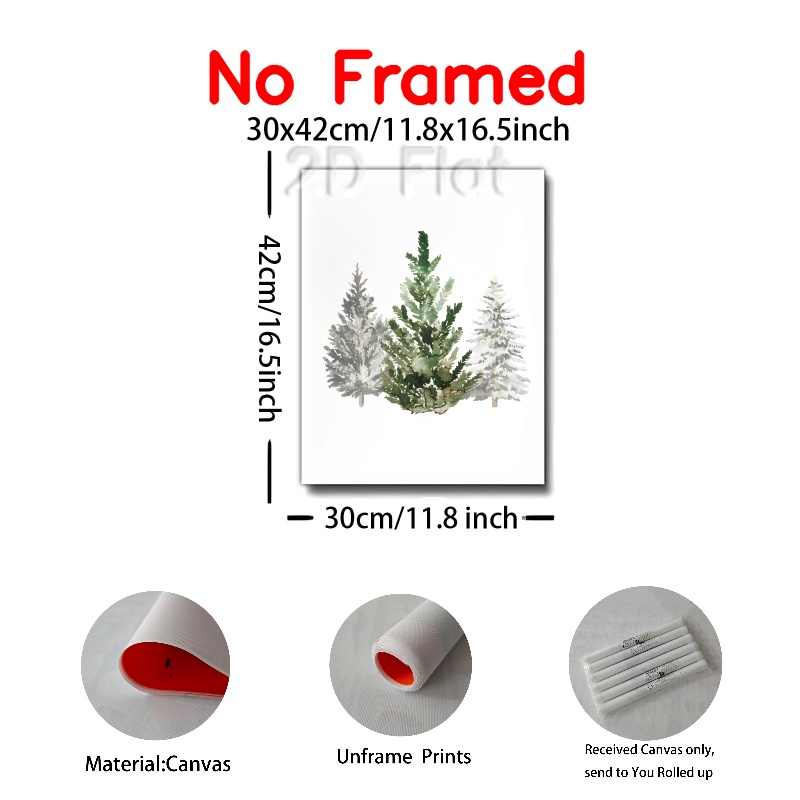 No Framed
30x42cm/11.8x16.5inch
2D Flat
42cm/16.5inch
30cm/11.8 inch
Material:Canvas
Unframe Prints
Received Canvas only,
send to You Rolled up